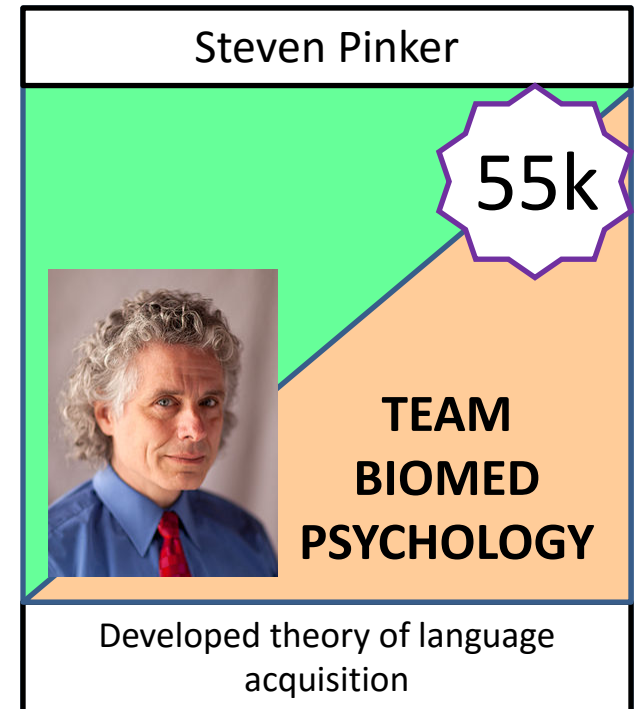 Steven Pinker
55k
TEAM
BIOMED
PSYCHOLOGY
Developed theory of language
acquisition